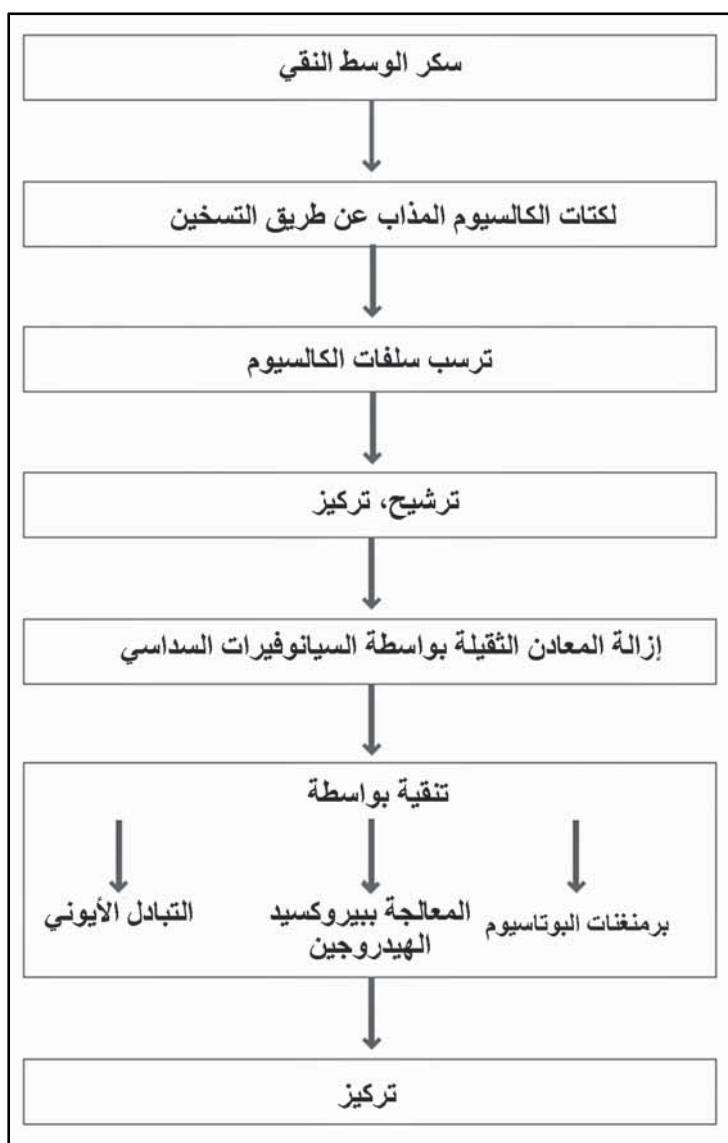 سكر الوسط النقي
لكتات الكالسيوم المذاب عن طريق التسخين
ترسب سلفات الكالسيوم
ترشيح، تركيز
إزالة المعادن الثقيلة بواسطة السيانوفيرات السداسي
تنقية بواسطة
برمنغنات البوتاسيوم
المعالجة ببيروكسيد
الهيدروجين
التبادل الأيوني
تركيز